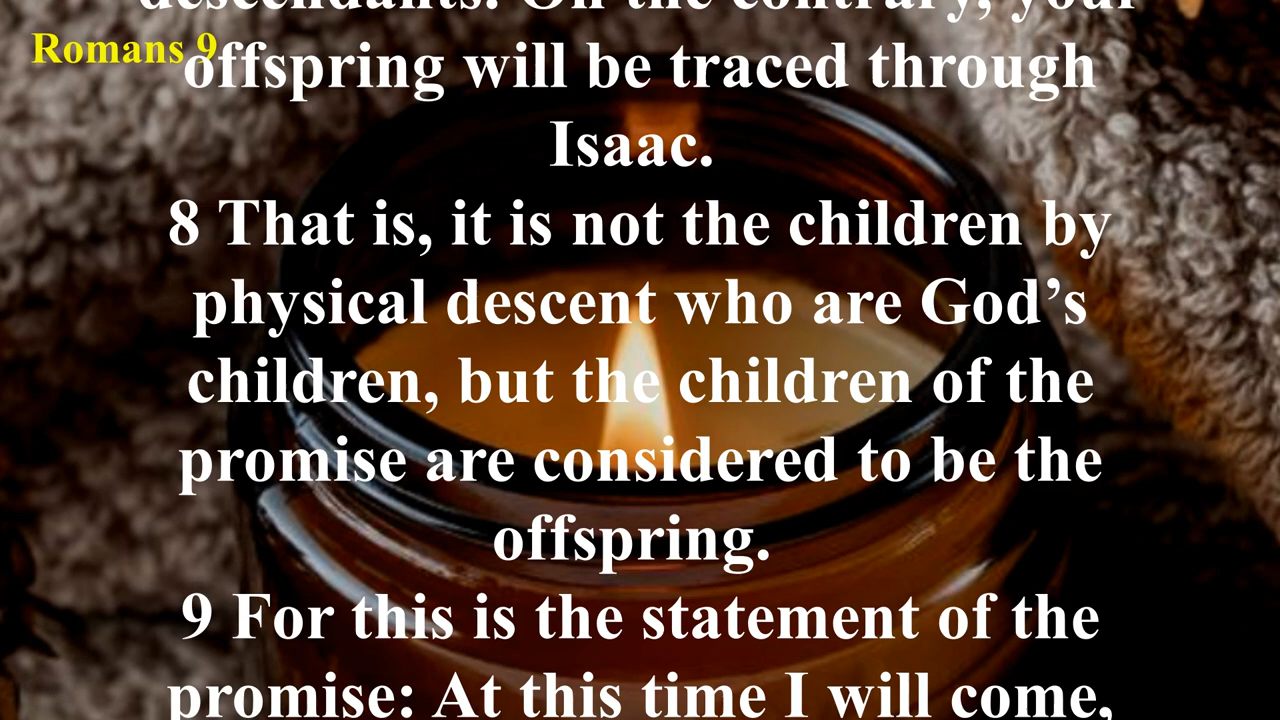 descendants. On the contrary, your
Romans 9
offspring will be traced through
Isaac.
8 That is, it is not the children by
physical descent who are God’s
children, but the children of the
promise are considered to be the
offspring.
9 For this is the statement of the
promise: At this time I will come,